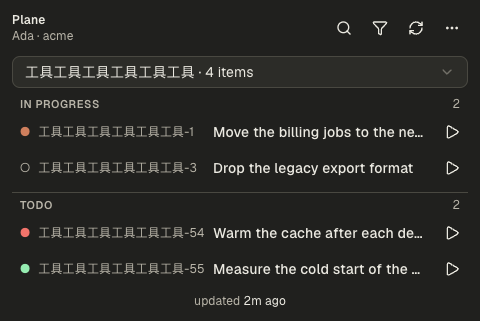 Plane
Ada · acme
工具工具工具工具工具工具 · 4 items
IN PROGRESS 2
工具工具工具工具工具工具-1 Move the billing jobs to the ne…
工具工具工具工具工具工具-3 Drop the legacy export format
TODO 2
工具工具工具工具工具工具-54 Warm the cache after each de…
工具工具工具工具工具工具-55 Measure the cold start of the …
updated 2m ago